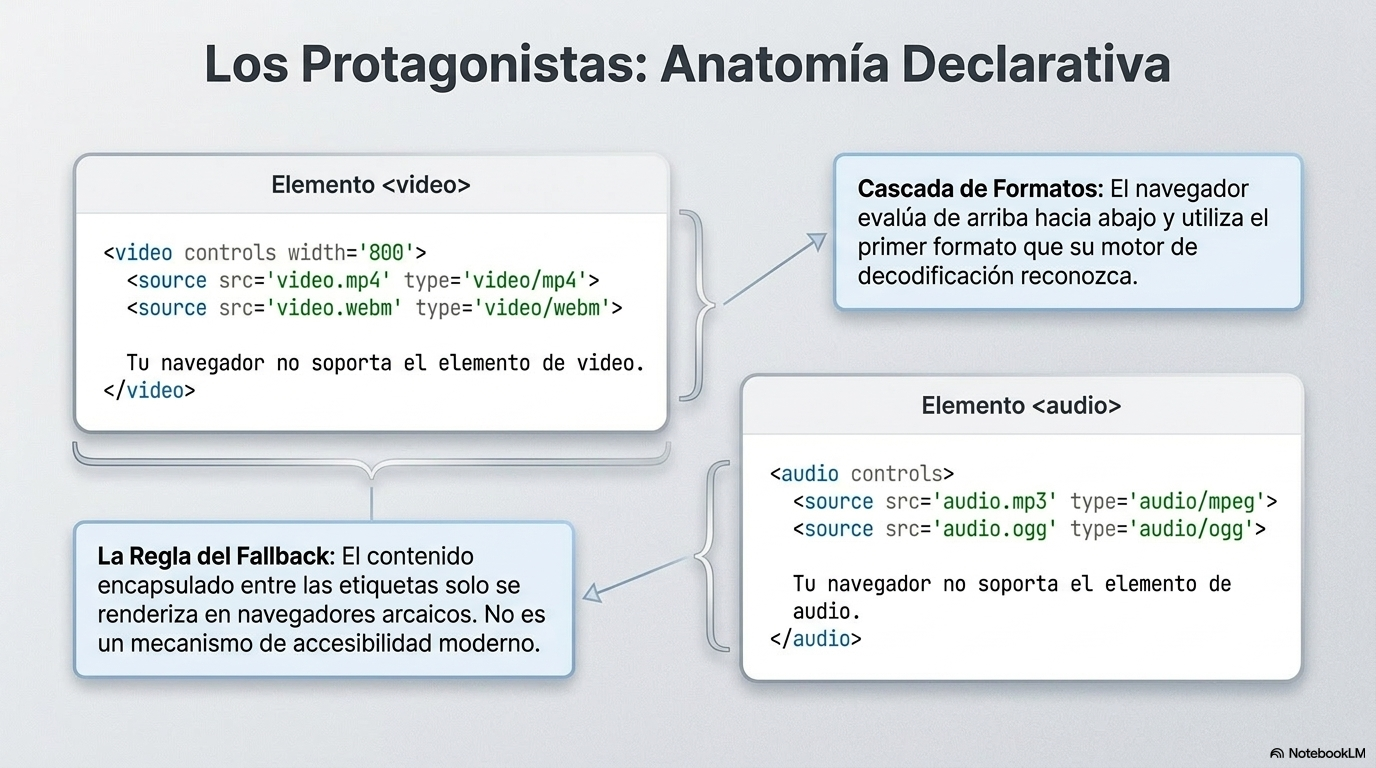 Los Protagonistas: Anatomía Declarativa
Elemento <video>
<video controls width='800'>
<source src='video.mp4' type='video/mp4'>
<source src='video.webm' type='video/webm'>
Tu navegador no soporta el elemento de video.
</video>
Cascada de Formatos: El navegador
evalúa de arriba hacia abajo y utiliza el
primer formato que su motor de
decodificación reconozca.
La Regla del Fallback: El contenido
encapsulado entre las etiquetas solo se
renderiza en navegadores arcaicos. No es
un mecanismo de accesibilidad moderno.
Elemento <audio>
<audio controls>
<source src='audio.mp3' type='audio/mpeg'>
<source src='audio.ogg' type='audio/ogg'>
Tu navegador no soporta el elemento de
audio.
</audio>
NotebookLM